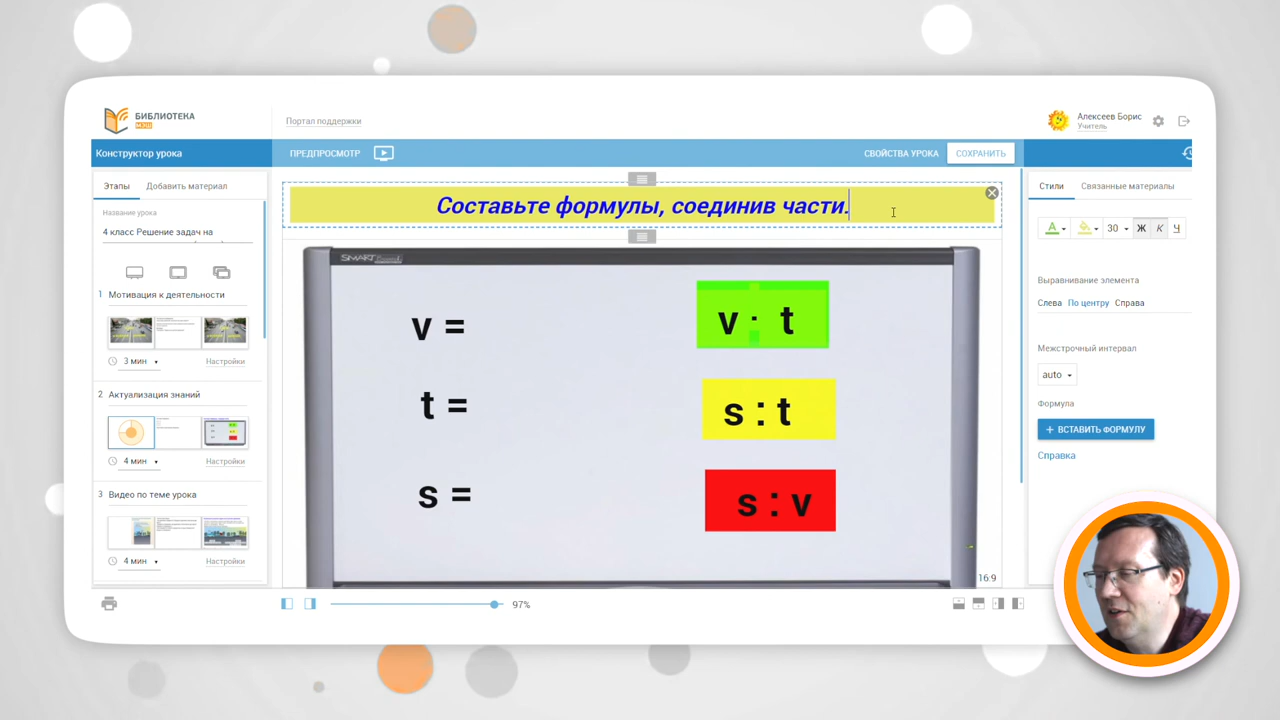 БИБЛИОТЕКА
МЭШ
Портал поддержки
Алексеев Борис
Учитель
Конструктор урока
ПРЕДПРОСМОТР
СВОЙСТВА УРОКА
СОХРАНИТЬ
Этапы
Добавить материал
Название урока
4 класс Решение задач на
1 Мотивация к деятельности
3 мин
Настройки
2 Актуализация знаний
4 мин
Настройки
3 Видео по теме урока
4 мин
Настройки
Составьте формулы, соединив части.
SMART
v =
v · t
t =
s : t
s =
s : v
16:9
97%
Стили
Связанные материалы
А
30
Ж
К
Ч
Выравнивание элемента
Слева
По центру
Справа
Межстрочный интервал
auto
Формула
+ ВСТАВИТЬ ФОРМУЛУ
Справка